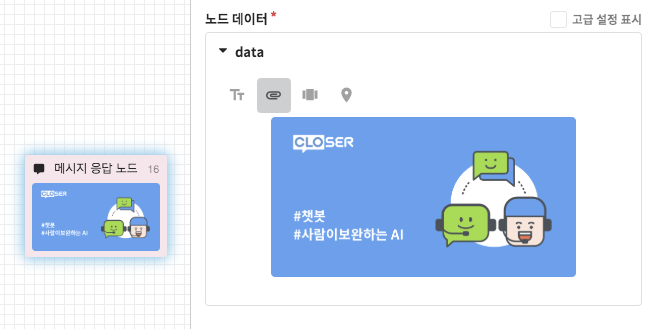 노드 데이터 *
고급 설정 표시
data
Tt
CLOSER
#챗봇
#사람이보완하는 AI
메시지 응답 노드 16
CLOSER
#챗봇
#사람이보완하는 AI